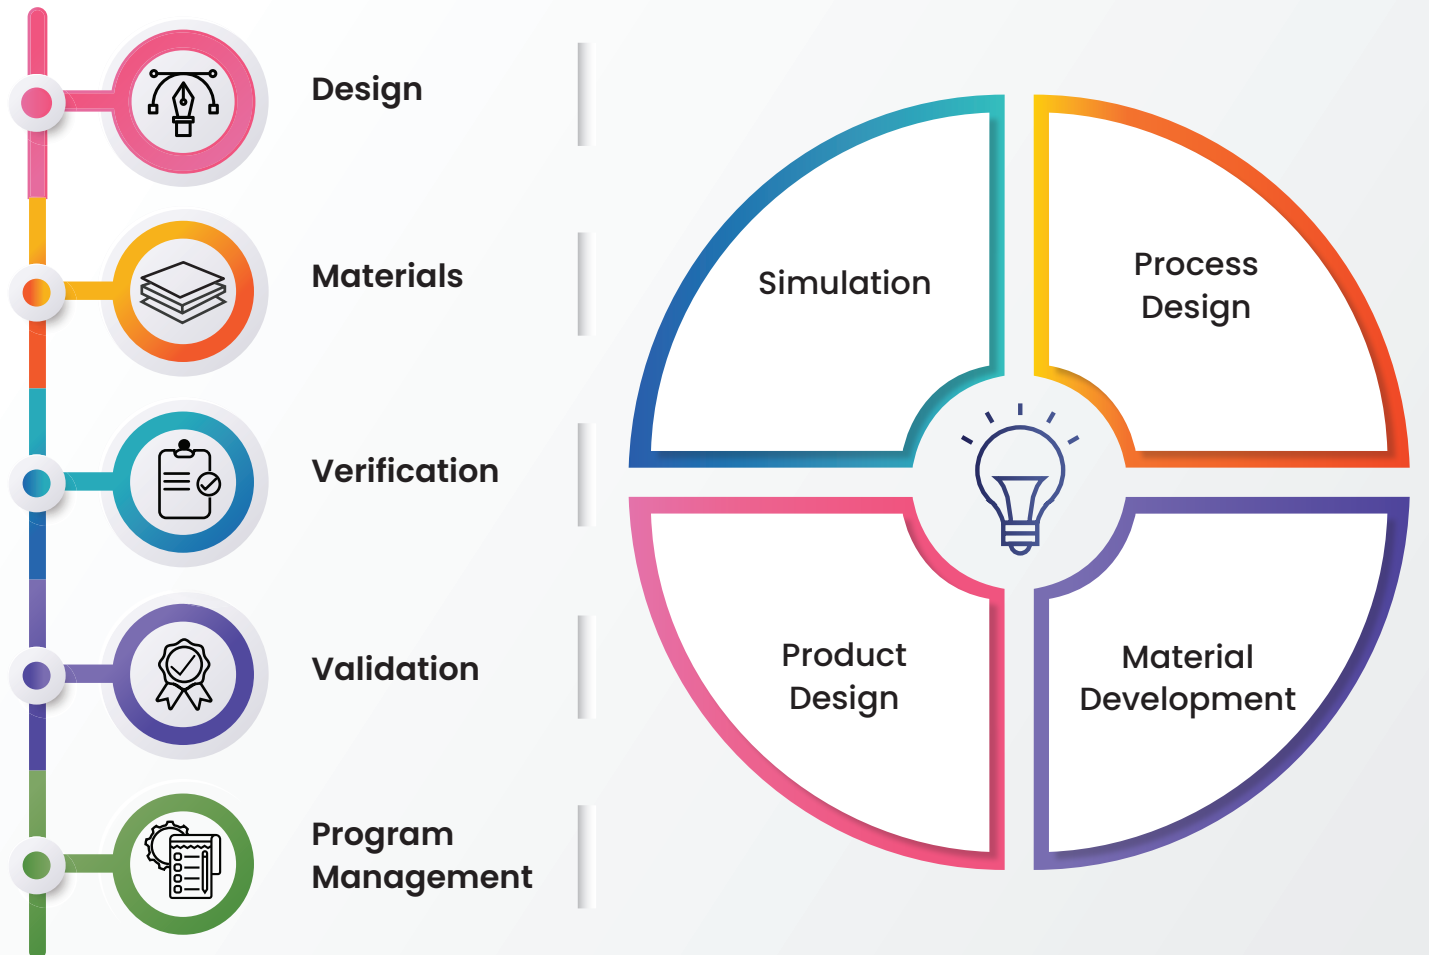 Design
Materials
Verification
Validation
Program
Management
Simulation
Process
Design
Product
Design
Material
Development